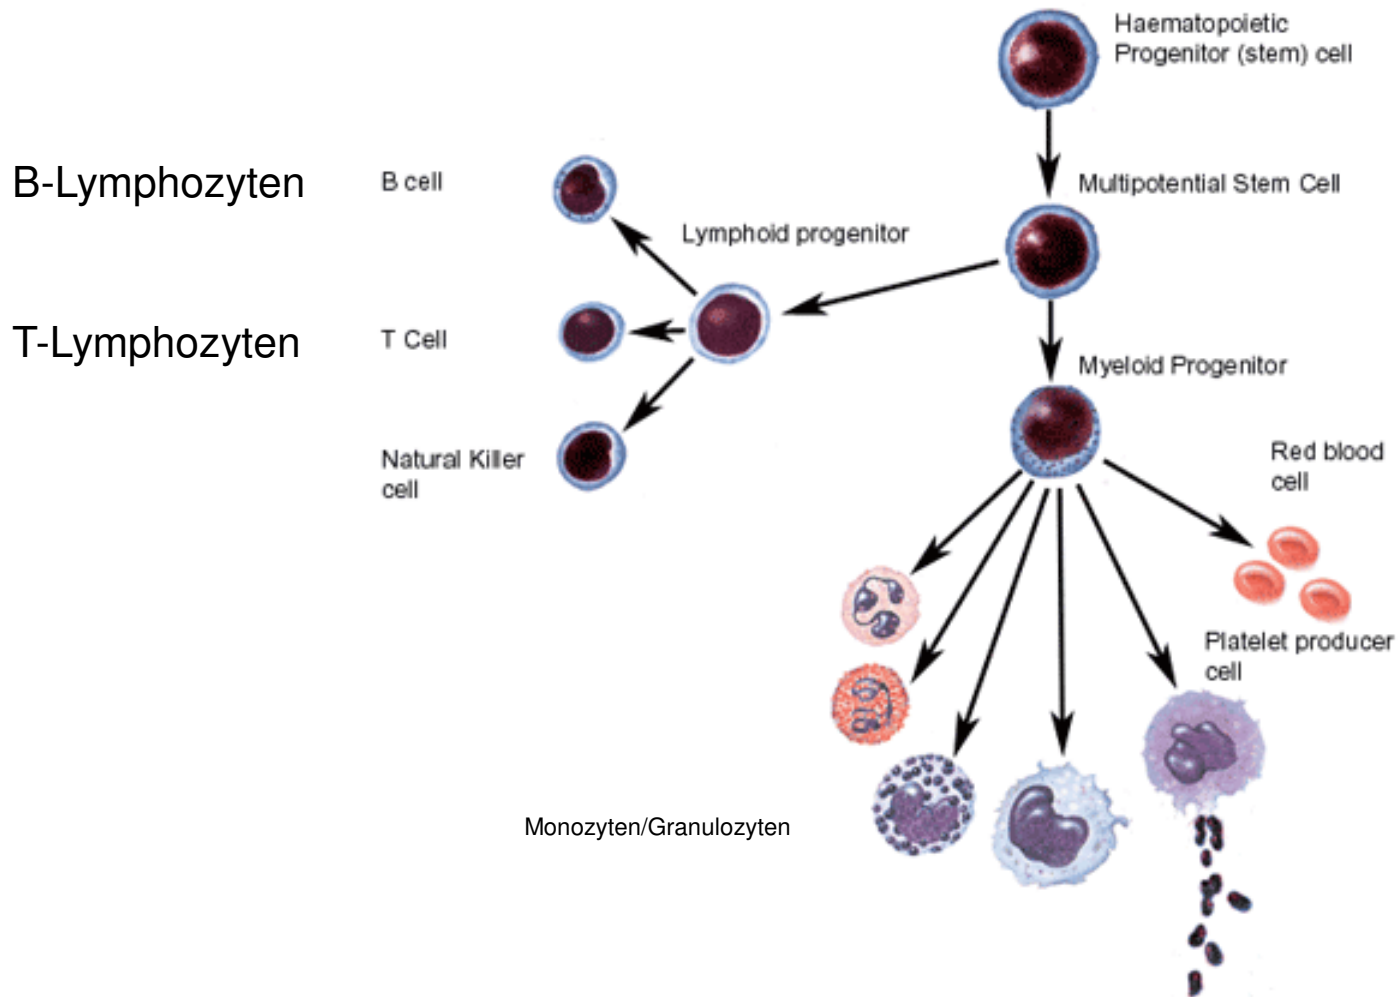 Haematopoietic
Progenitor (stem) cell
B-Lymphozyten
B cell
Multipotential Stem Cell
Lymphoid progenitor
T-Lymphozyten
T Cell
Myeloid Progenitor
Natural Killer
cell
Red blood
cell
Platelet producer
cell
Monozyten/Granulozyten